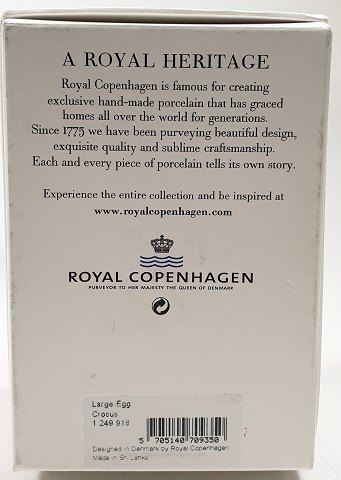 A ROYAL HERITAGE
Royal Copenhagen is famous for creating
exclusive hand-made porcelain that has graced
homes all over the world for generations.
Since 1775 we have been purveying beautiful design,
exquisite quality and sublime craftsmanship.
Each and every piece of porcelain tells its own story.
Experience the entire collection and be inspired at
www.royalcopenhagen.com
ROYAL COPENHAGEN
PURVEYOR TO HER MAJESTY THE QUEEN OF DENMARK
Large Egg
Crocus
1 249 918
5 705140 709350
Designed in Denmark by Royal Copenhagen
Made in Sri Lanka